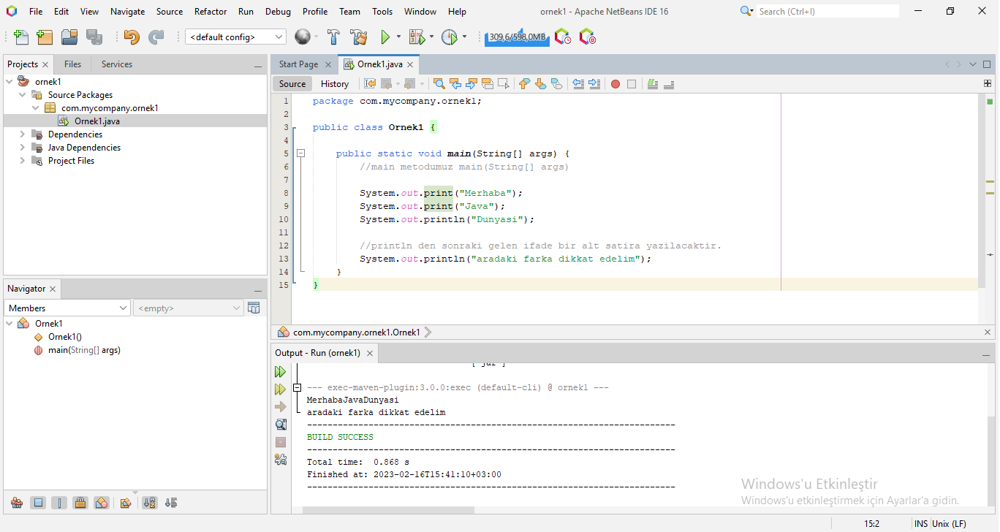 File Edit View Navigate Source Refactor Run Debug Profile Team Tools Window Help
ornek1 - Apache NetBeans IDE 16
Search (Ctrl+I)
<default config>
309,6/598,0MB
Projects
Files
Services
ornek1
Source Packages
com.mycompany.ornek1
Ornek1.java
Dependencies
Java Dependencies
Project Files
Navigator
Members
<empty>
Ornek1
Ornek1()
main(String[] args)
Start Page
Ornek1.java
Source
History
1 package com.mycompany.ornek1;
2
3 public class Ornek1 {
4
5 public static void main(String[] args) {
6 //main metodumuz main(String[] args)
7
8 System.out.print("Merhaba");
9 System.out.print("Java");
10 System.out.println("Dunyasi");
11
12 //println den sonraki gelen ifade bir alt satira yazilacaktir.
13 System.out.println("aradaki farka dikkat edelim");
14 }
15 }
com.mycompany.ornek1.Ornek1
Output - Run (ornek1)
--- exec-maven-plugin:3.0.0:exec (default-cli) @ ornek1 ---
MerhabaJavaDunyasi
aradaki farka dikkat edelim
------------------------------------------------------------------------
BUILD SUCCESS
------------------------------------------------------------------------
Total time: 0.868 s
Finished at: 2023-02-16T15:41:10+03:00
------------------------------------------------------------------------
Windows'u Etkinleştir
Windows'u etkinleştirmek için Ayarlar'a gidin.
15:2
INS
Unix (LF)